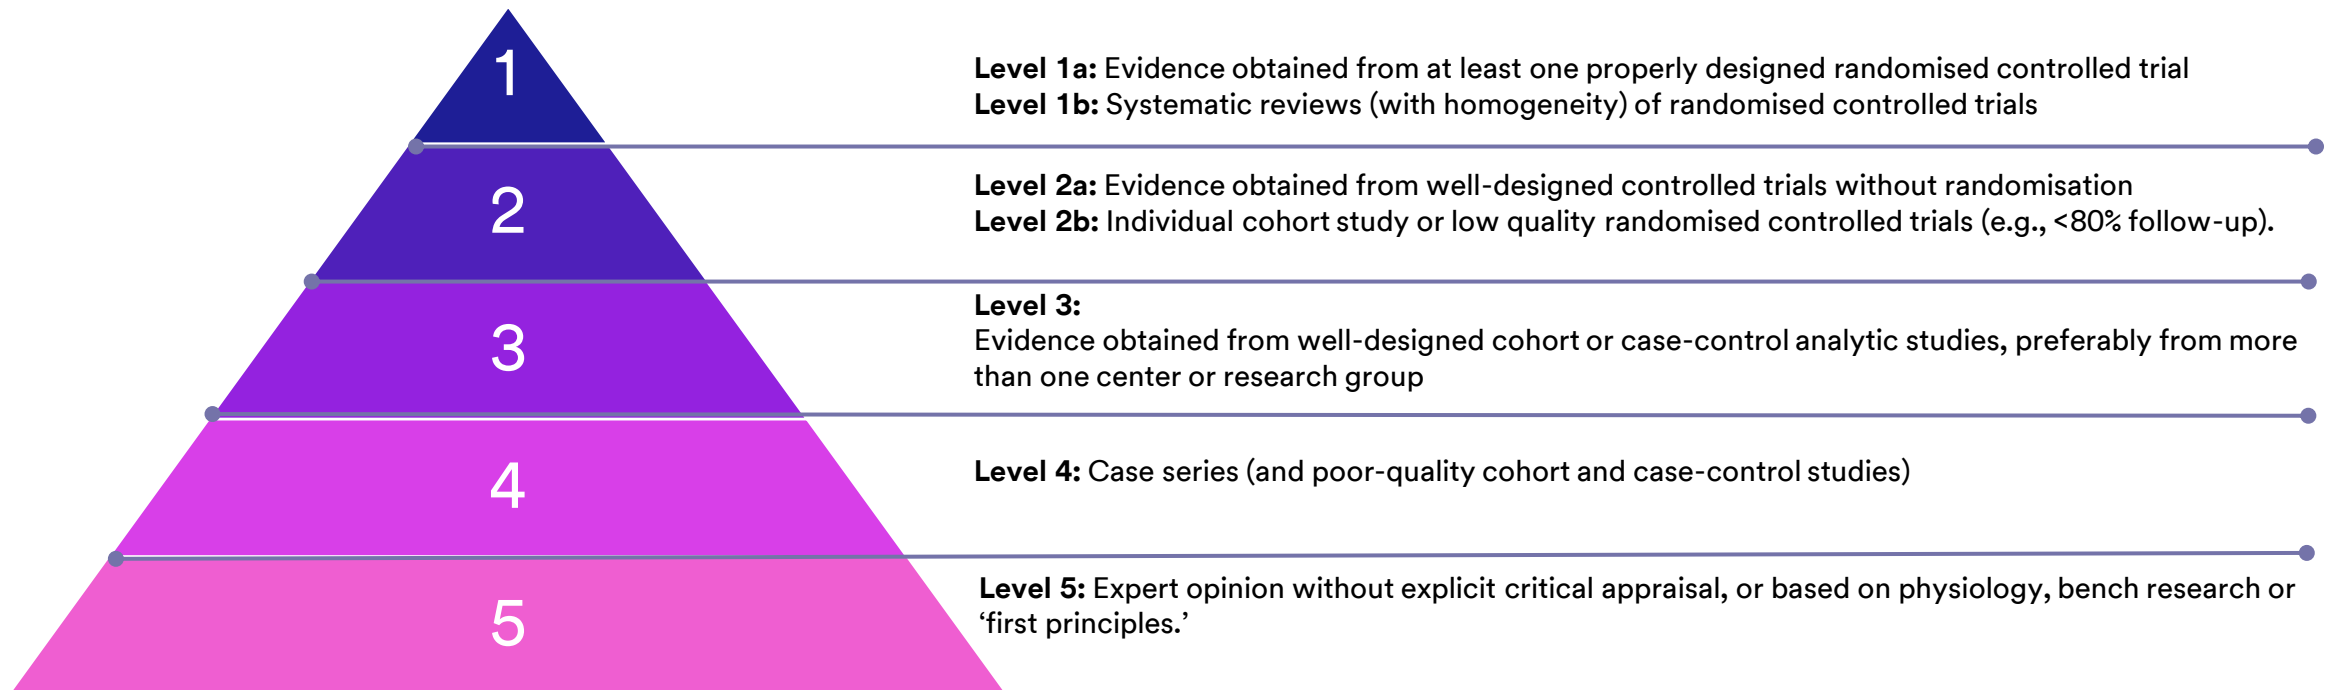 1
Level 1a: Evidence obtained from at least one properly designed randomised controlled trial
Level 1b: Systematic reviews (with homogeneity) of randomised controlled trials
2
Level 2a: Evidence obtained from well-designed controlled trials without randomisation
Level 2b: Individual cohort study or low quality randomised controlled trials (e.g., <80% follow-up).
3
Level 3:
Evidence obtained from well-designed cohort or case-control analytic studies, preferably from more
than one center or research group
4
Level 4: Case series (and poor-quality cohort and case-control studies)
5
Level 5: Expert opinion without explicit critical appraisal, or based on physiology, bench research or
‘first principles.’